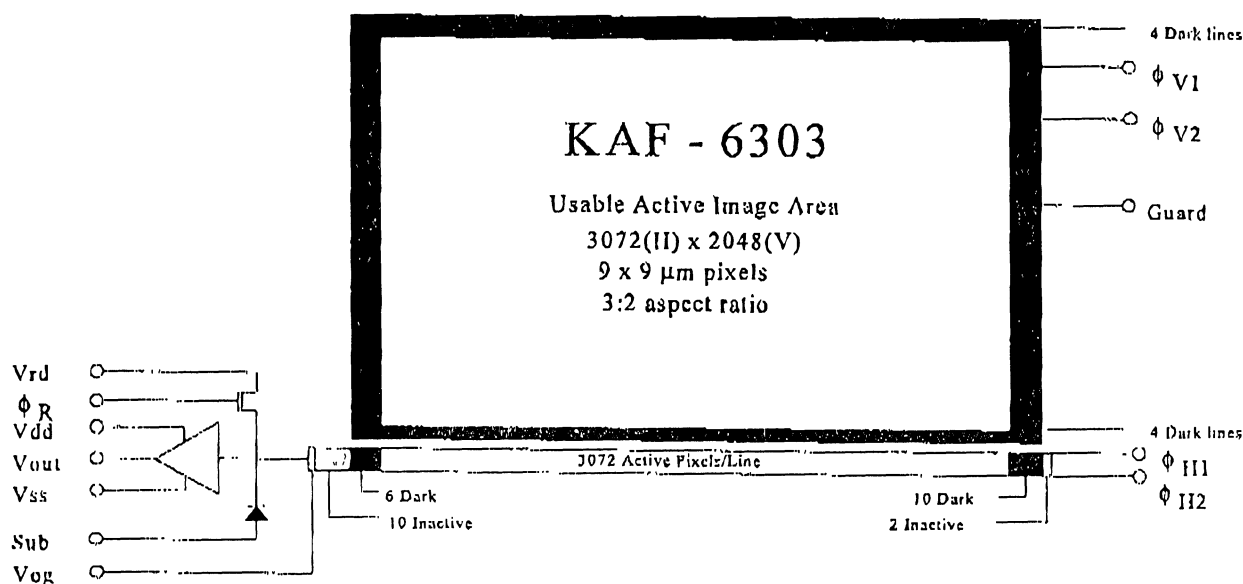 4 Dark lines
ϕ V1
KAF - 6303
ϕ V2
Usable Active Image Area
Guard
3072(H) x 2048(V)
9 x 9 μm pixels
3:2 aspect ratio
Vrd
ϕ R
Vdd
4 Dark lines
Vout
3072 Active Pixels/Line
ϕ H1
Vss
6 Dark
10 Dark
ϕ H2
10 Inactive
2 Inactive
Sub
Vog